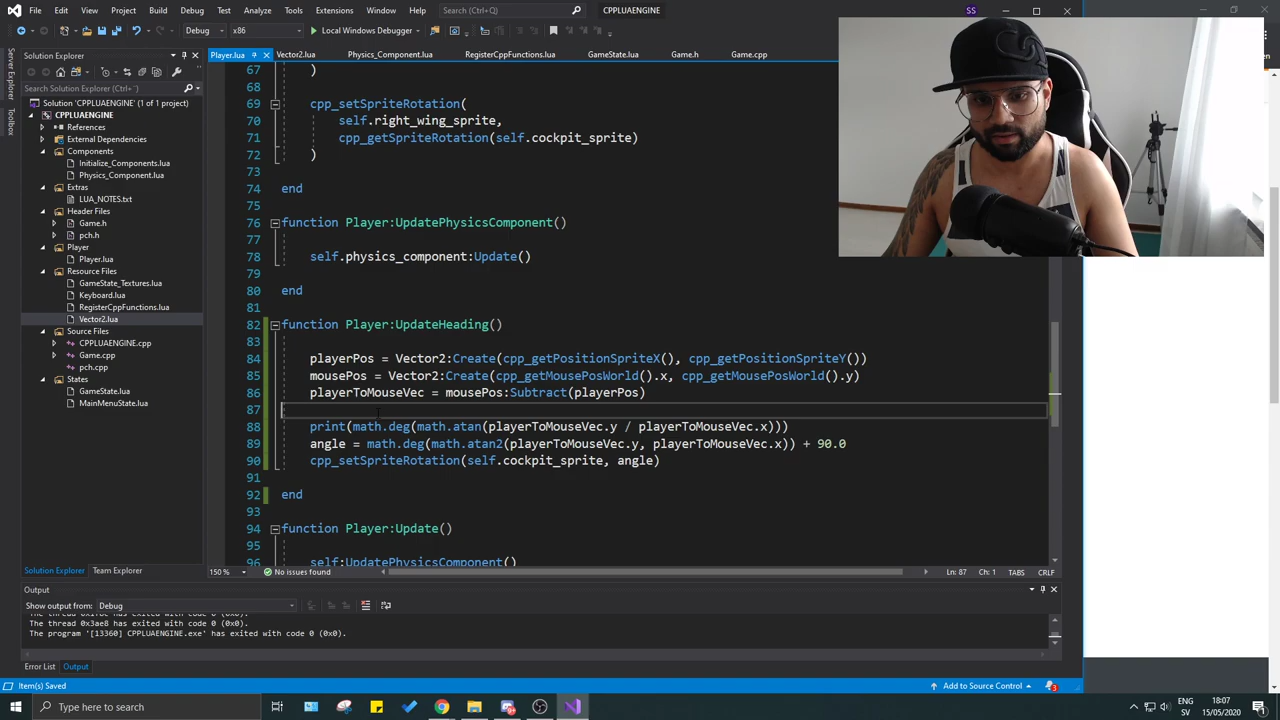 File Edit View Project Build Debug Test Analyze Tools Extensions Window Help Search (Ctrl+Q) CPPLUAENGINE SS
Debug x86 Local Windows Debugger
Solution Explorer
Search Solution Explorer (Ctrl+¨)
Solution 'CPPLUAENGINE' (1 of 1 project)
CPPLUAENGINE
References
External Dependencies
Components
Initialize_Components.lua
Physics_Component.lua
Extras
LUA_NOTES.txt
Header Files
Game.h
pch.h
Player
Player.lua
Resource Files
GameState_Textures.lua
Keyboard.lua
RegisterCppFunctions.lua
Vector2.lua
Source Files
CPPLUAENGINE.cpp
Game.cpp
pch.cpp
States
GameState.lua
MainMenuState.lua
Solution Explorer Team Explorer
Server Explorer
Toolbox
Player.lua Vector2.lua Physics_Component.lua RegisterCppFunctions.lua GameState.lua Game.h Game.cpp
67 )
68
69 cpp_setSpriteRotation(
70 self.right_wing_sprite,
71 cpp_getSpriteRotation(self.cockpit_sprite)
72 )
73
74 end
75
76 function Player:UpdatePhysicsComponent()
77
78 self.physics_component:Update()
79
80 end
81
82 function Player:UpdateHeading()
83
84 playerPos = Vector2:Create(cpp_getPositionSpriteX(), cpp_getPositionSpriteY())
85 mousePos = Vector2:Create(cpp_getMousePosWorld().x, cpp_getMousePosWorld().y)
86 playerToMouseVec = mousePos:Subtract(playerPos)
87
88 print(math.deg(math.atan(playerToMouseVec.y / playerToMouseVec.x)))
89 angle = math.deg(math.atan2(playerToMouseVec.y, playerToMouseVec.x)) + 90.0
90 cpp_setSpriteRotation(self.cockpit_sprite, angle)
91
92 end
93
94 function Player:Update()
95
96 self:UpdatePhysicsComponent()
150 % No issues found Ln: 87 Ch: 1 TABS CRLF
Output
Show output from: Debug
The thread 0x3ae8 has exited with code 0 (0x0).
The program '[13360] CPPLUAENGINE.exe' has exited with code 0 (0x0).
Error List Output
Item(s) Saved Add to Source Control 3
Type here to search
ENG
SV
18:07
15/05/2020